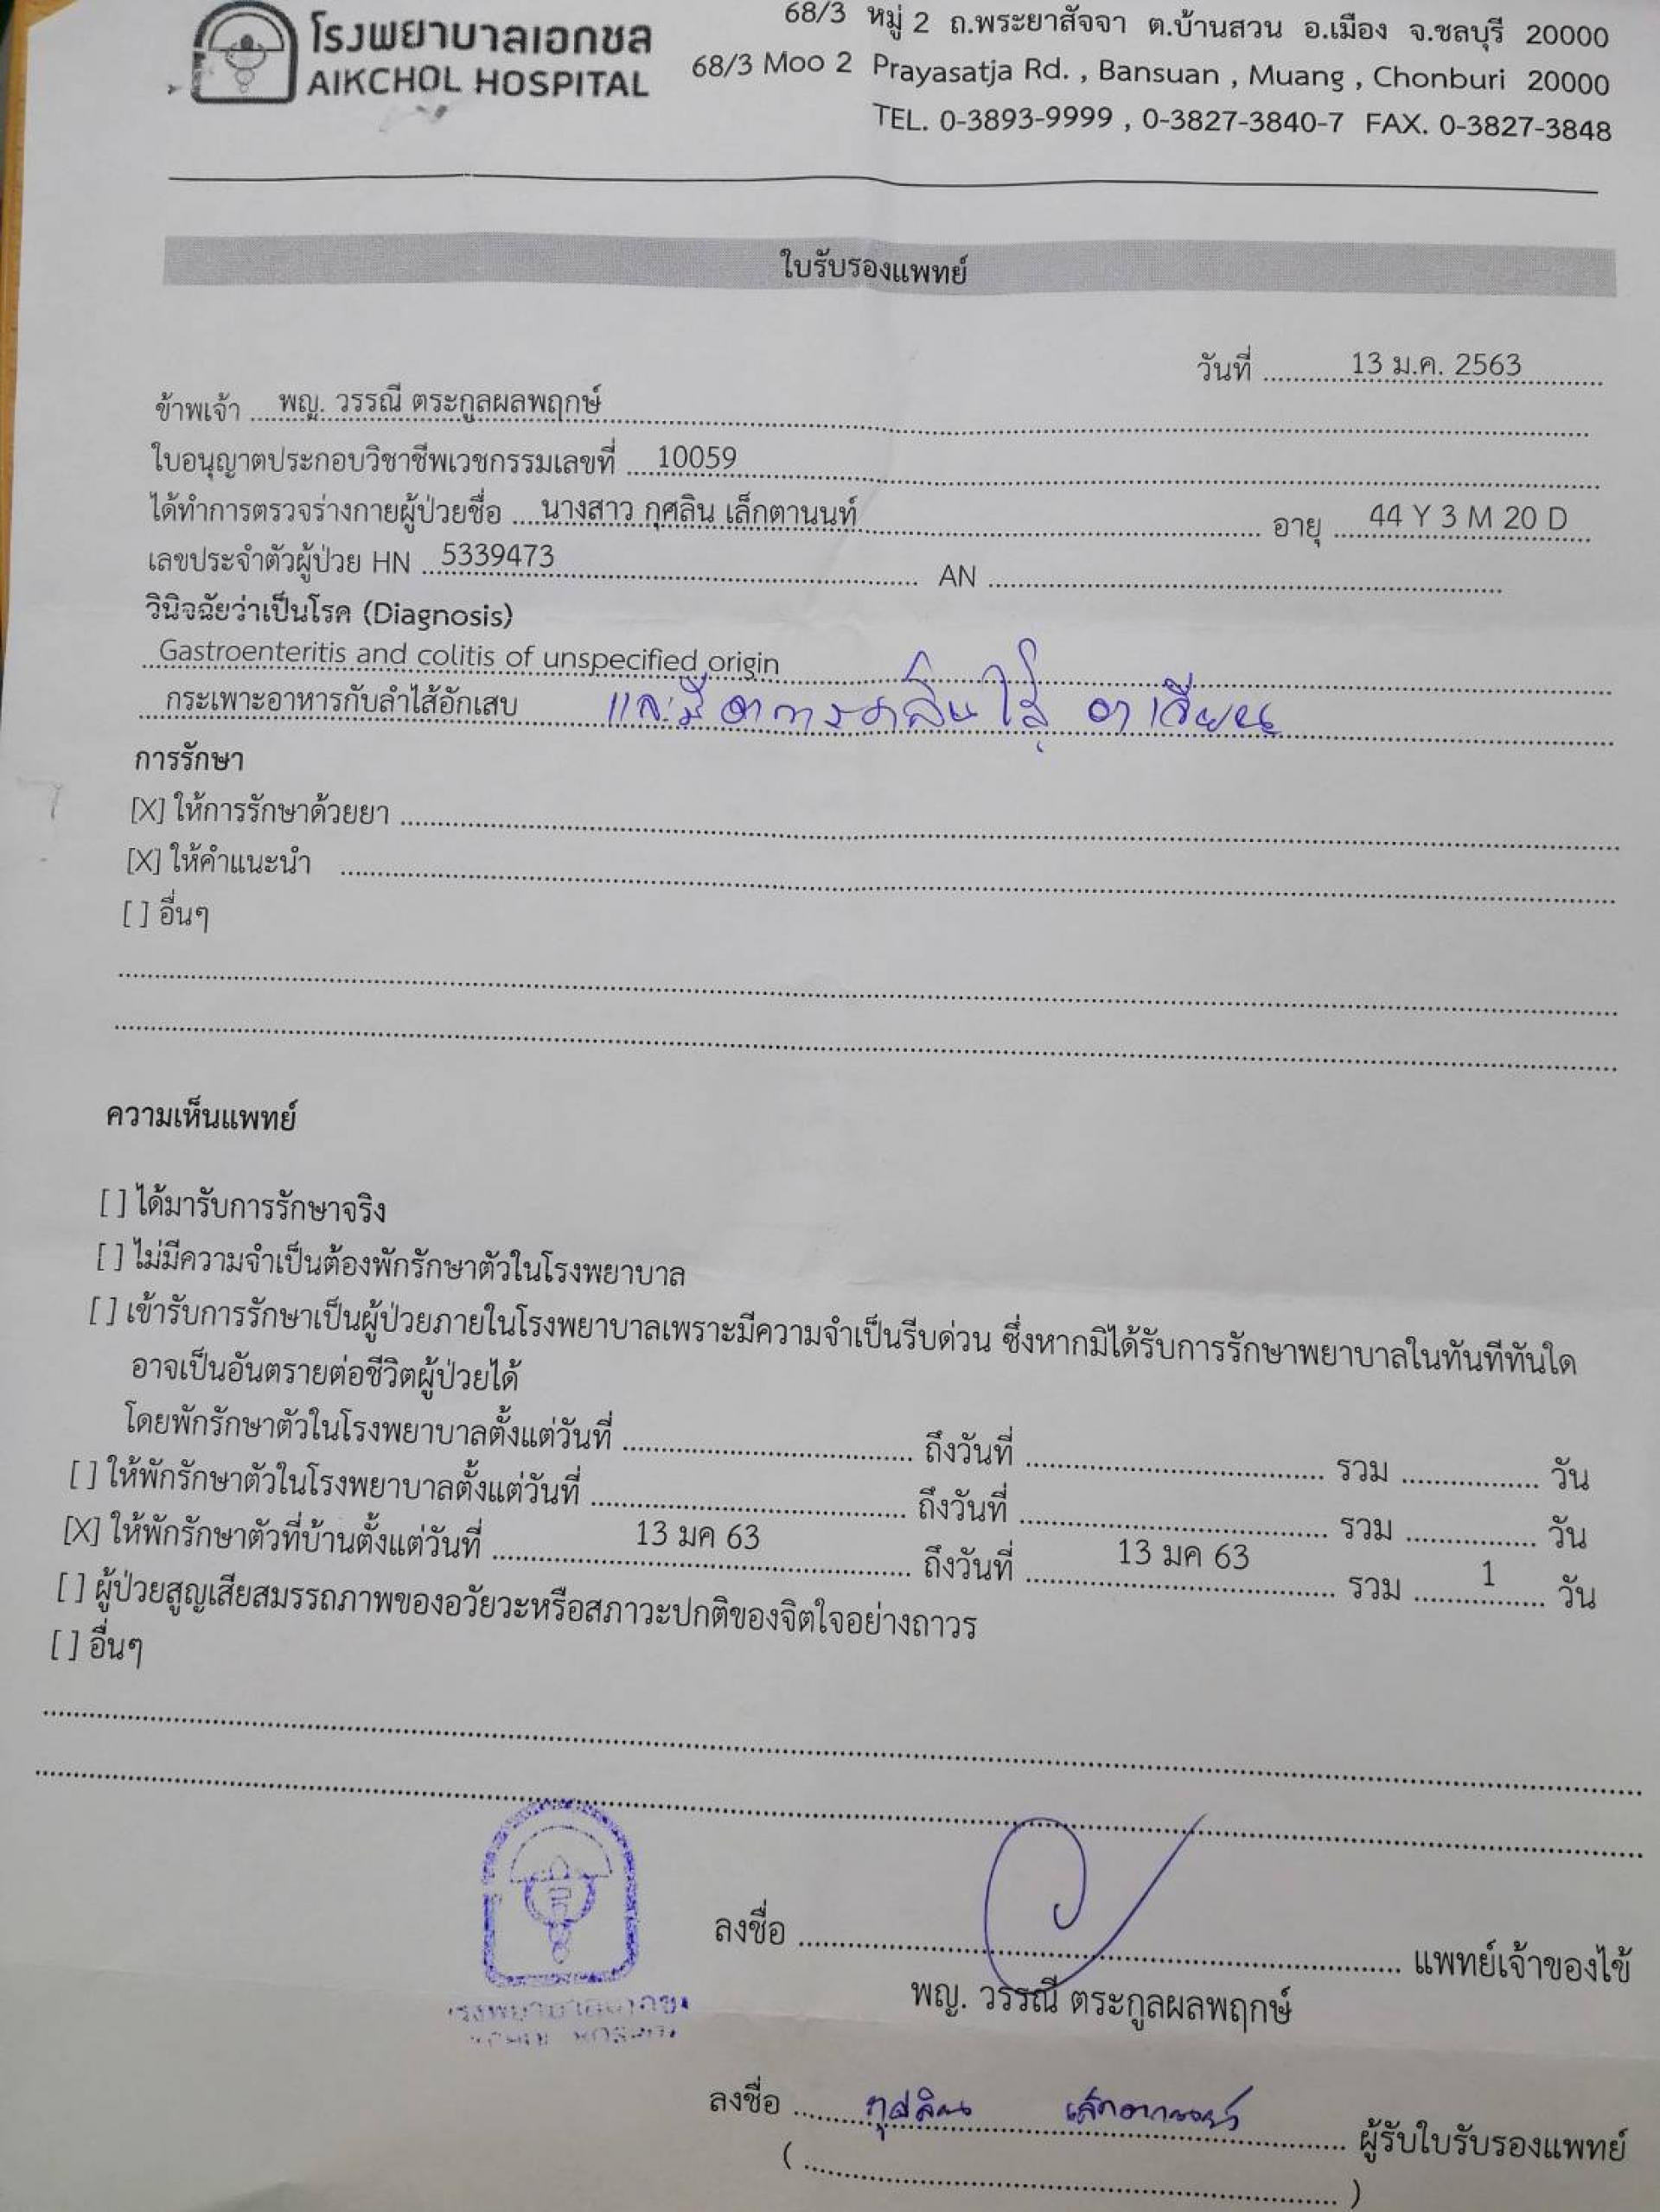 โรงพยาบาลเอกชล
AIKCHOL HOSPITAL
68/3 หมู่ 2 ถ.พระยาสัจจา ต.บ้านสวน อ.เมือง จ.ชลบุรี 20000
68/3 Moo 2 Prayasatja Rd. , Bansuan , Muang , Chonburi 20000
TEL. 0-3893-9999 , 0-3827-3840-7 FAX. 0-3827-3848
ใบรับรองแพทย์
วันที่ 13 ม.ค. 2563
ข้าพเจ้า พญ. วรรณี ตระกูลผลพฤกษ์
ใบอนุญาตประกอบวิชาชีพเวชกรรมเลขที่ 10059
ได้ทำการตรวจร่างกายผู้ป่วยชื่อ นางสาว กุศลิน เล็กตานนท์ อายุ 44 Y 3 M 20 D
เลขประจำตัวผู้ป่วย HN 5339473 AN
วินิจฉัยว่าเป็นโรค (Diagnosis)
Gastroenteritis and colitis of unspecified origin
กระเพาะอาหารกับลำไส้อักเสบ และมีอาการคลื่นไส้ อาเจียน
การรักษา
[X] ให้การรักษาด้วยยา
[X] ให้คำแนะนำ
[ ] อื่นๆ
ความเห็นแพทย์
[ ] ได้มารับการรักษาจริง
[ ] ไม่มีความจำเป็นต้องพักรักษาตัวในโรงพยาบาล
[ ] เข้ารับการรักษาเป็นผู้ป่วยภายในโรงพยาบาลเพราะมีความจำเป็นรีบด่วน ซึ่งหากมิได้รับการรักษาพยาบาลในทันทีทันใด
อาจเป็นอันตรายต่อชีวิตผู้ป่วยได้
โดยพักรักษาตัวในโรงพยาบาลตั้งแต่วันที่ ถึงวันที่ รวม วัน
[ ] ให้พักรักษาตัวในโรงพยาบาลตั้งแต่วันที่ ถึงวันที่ รวม วัน
[X] ให้พักรักษาตัวที่บ้านตั้งแต่วันที่ 13 มค 63 ถึงวันที่ 13 มค 63 รวม 1 วัน
[ ] ผู้ป่วยสูญเสียสมรรถภาพของอวัยวะหรือสภาวะปกติของจิตใจอย่างถาวร
[ ] อื่นๆ
ลงชื่อ แพทย์เจ้าของไข้
พญ. วรรณี ตระกูลผลพฤกษ์
ลงชื่อ กุศลิน เล็กตานนท์ ผู้รับใบรับรองแพทย์
( )